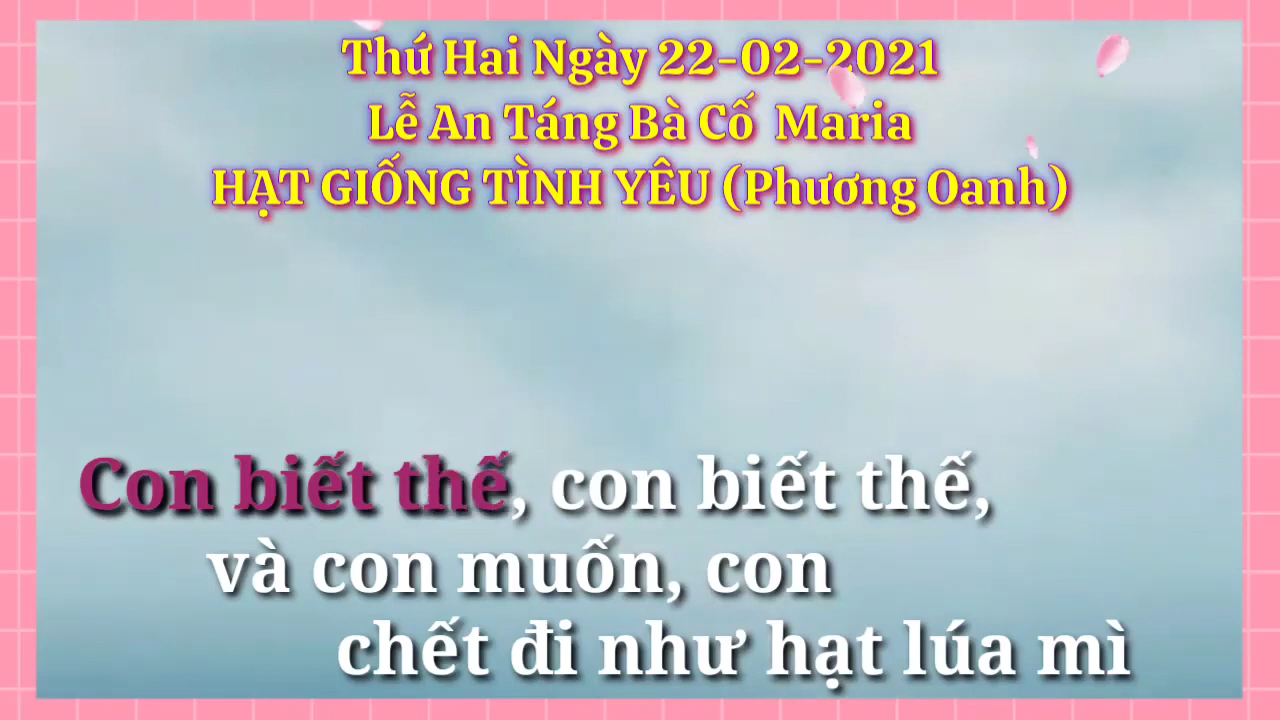 Thứ Hai Ngày 22-02-2021
Lễ An Táng Bà Cố Maria
HẠT GIỐNG TÌNH YÊU (Phương Oanh)
Con biết thế, con biết thế,
và con muốn, con
chết đi như hạt lúa mì